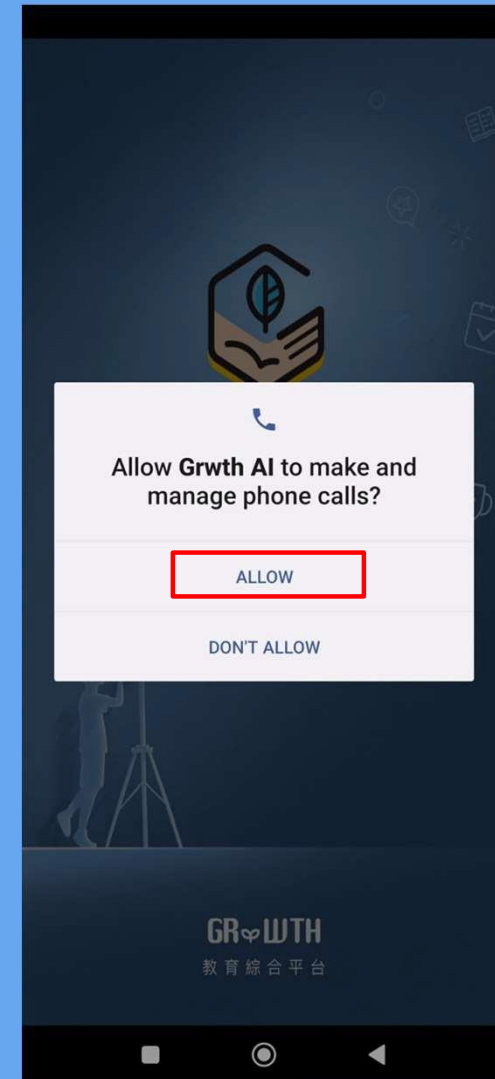 Allow Grwth AI to make and
manage phone calls?
ALLOW
DON'T ALLOW
GRWTH
教育綜合平台